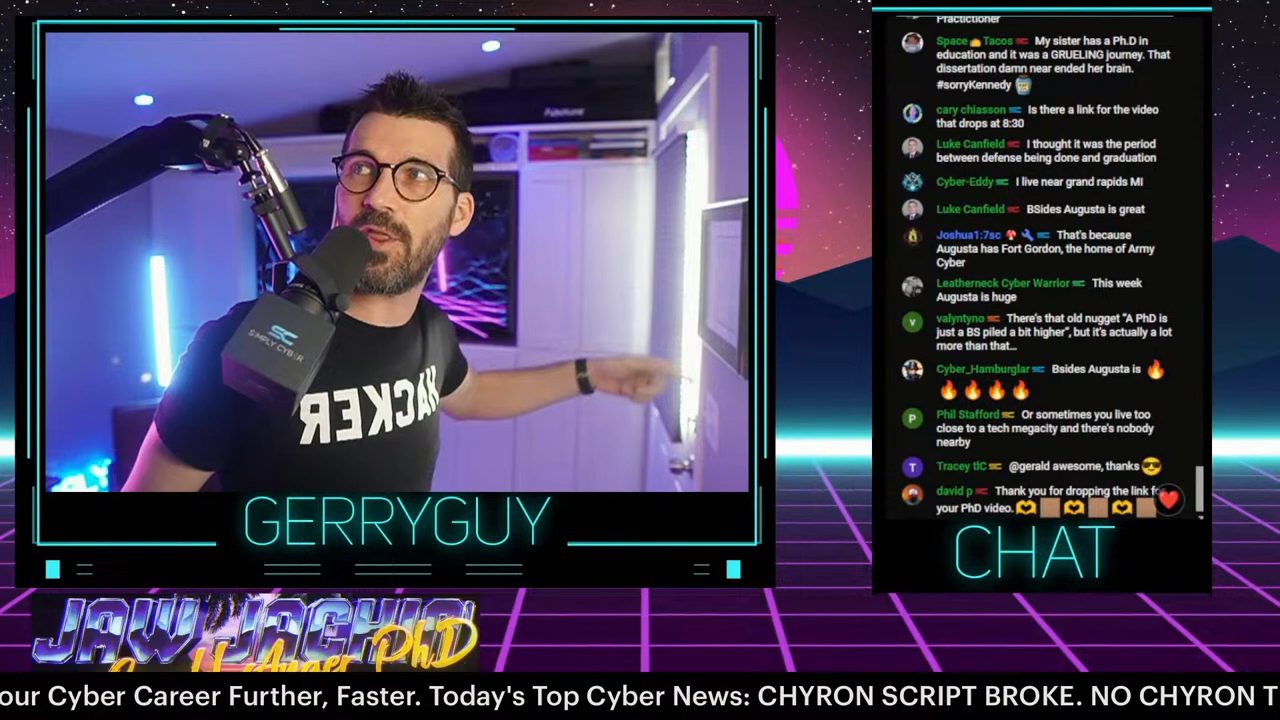 SIMPLY CYBER
HACKER
GERRYGUY
Practictioner
Space Tacos My sister has a Ph.D in
education and it was a GRUELING journey. That
dissertation damn near ended her brain.
#sorryKennedy
cary chiasson Is there a link for the video
that drops at 8:30
Luke Canfield I thought it was the period
between defense being done and graduation
Cyber-Eddy I live near grand rapids MI
Luke Canfield BSides Augusta is great
Joshua1:7sc That's because
Augusta has Fort Gordon, the home of Army
Cyber
Leatherneck Cyber Warrior This week
Augusta is huge
V
valyntyno There's that old nugget "A PhD is
just a BS piled a bit higher", but it's actually a lot
more than that...
Cyber_Hamburglar Bsides Augusta is 🔥
🔥🔥🔥🔥
P
Phil Stafford Or sometimes you live too
close to a tech megacity and there's nobody
nearby
T
Tracey tlC @gerald awesome, thanks 😎
david p Thank you for dropping the link
your PhD video.
CHAT
JAW JACKIN'
PhD
our Cyber Career Further, Faster. Today's Top Cyber News: CHYRON SCRIPT BROKE. NO CHYRON T